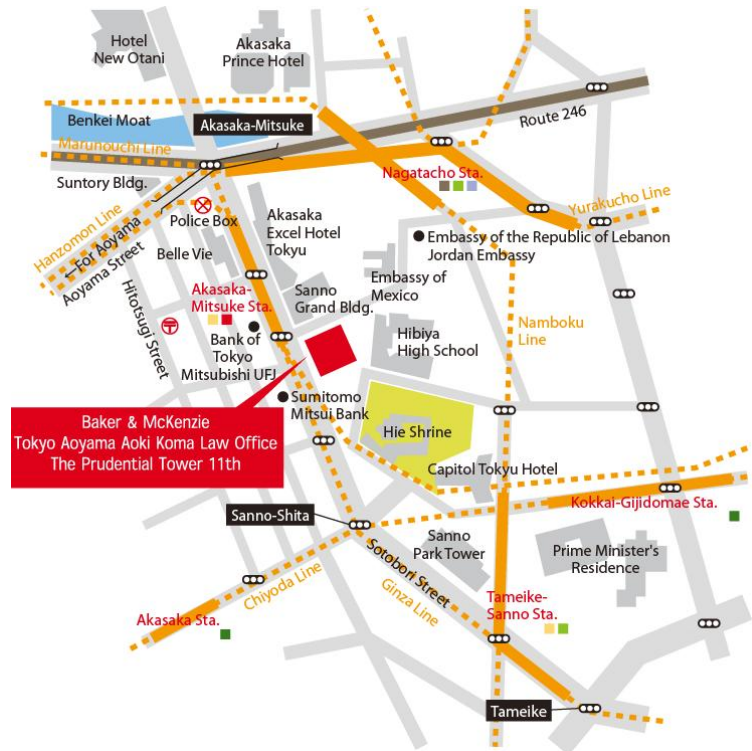 Hotel
New Otani
Akasaka
Prince Hotel
Benkei Moat
Akasaka-Mitsuke
Route 246
Marunouchi Line
Nagatacho Sta.
Suntory Bldg.
Yurakucho Line
Hanzomon Line
←For Aoyama
Aoyama Street
Police Box
Akasaka
Excel Hotel
Tokyu
Embassy of the Republic of Lebanon
Jordan Embassy
Belle Vie
Hitotsugi Street
Akasaka-
Mitsuke Sta.
Sanno
Grand Bldg.
Embassy of
Mexico
Namboku
Line
〒
Bank of
Tokyo
Mitsubishi UFJ
Hibiya
High School
Sumitomo
Mitsui Bank
Baker & McKenzie
Tokyo Aoyama Aoki Koma Law Office
The Prudential Tower 11th
Hie Shrine
Capitol Tokyu Hotel
Kokkai-Gijidomae Sta.
Sanno-Shita
Sanno
Park Tower
Prime Minister's
Residence
Sotobori Street
Ginza Line
Chiyoda Line
Akasaka Sta.
Tameike-
Sanno Sta.
Tameike